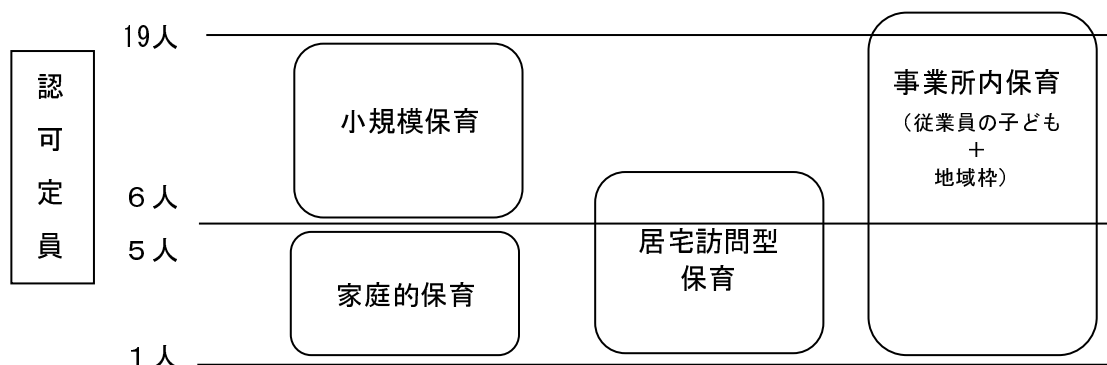 認可定員
19人
６人
５人
１人
小規模保育
家庭的保育
居宅訪問型
保育
事業所内保育
（従業員の子ども
＋
地域枠）